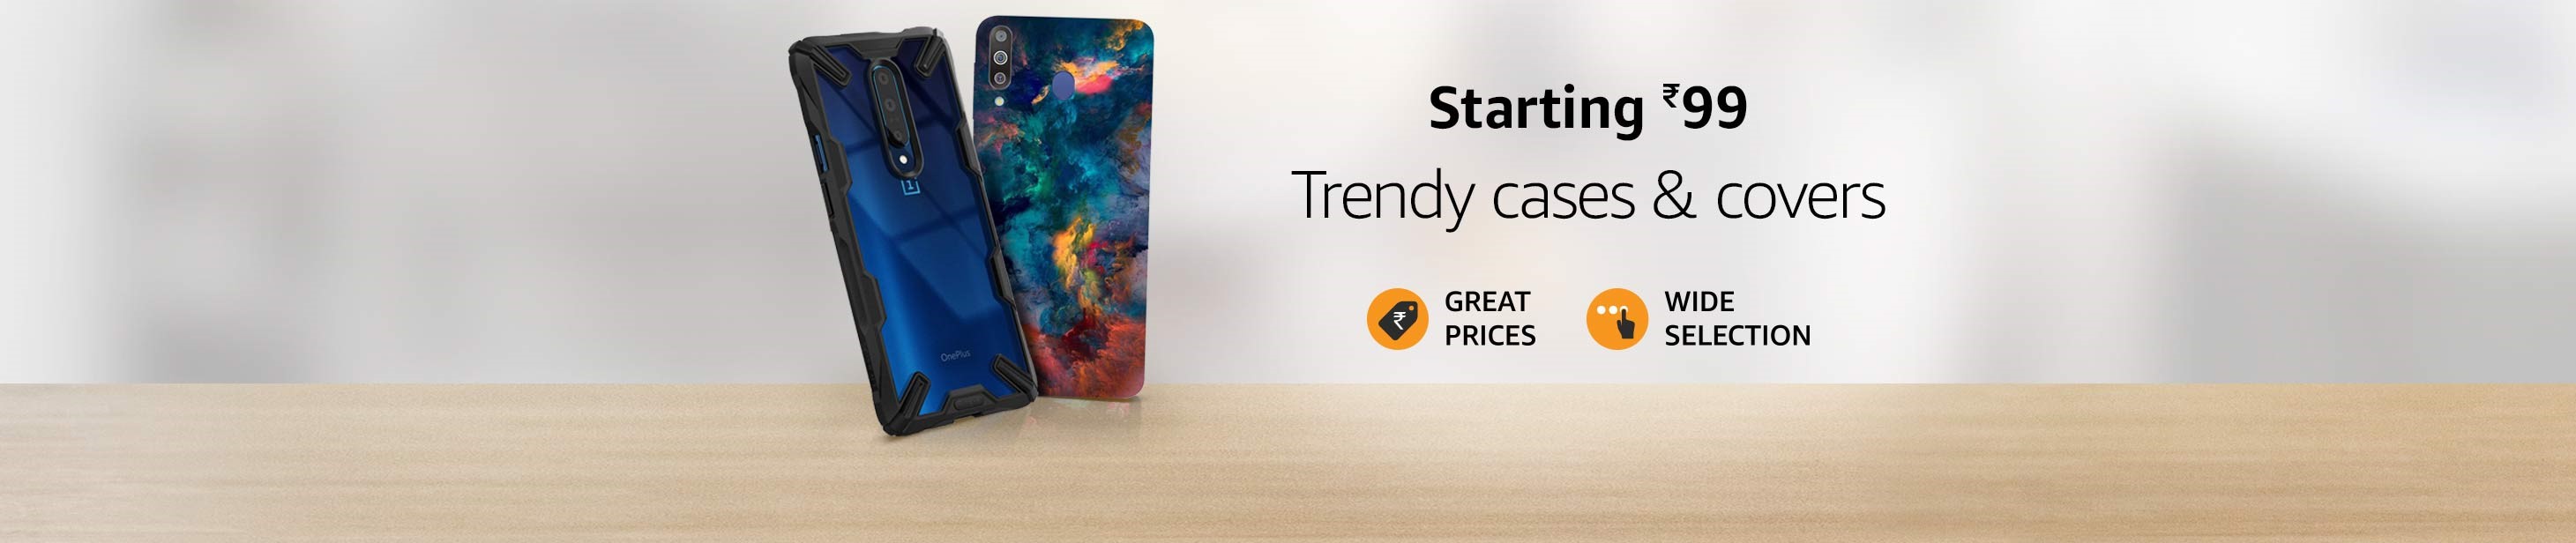 Starting ₹99
Trendy cases & covers
GREAT
PRICES
WIDE
SELECTION
OnePlus